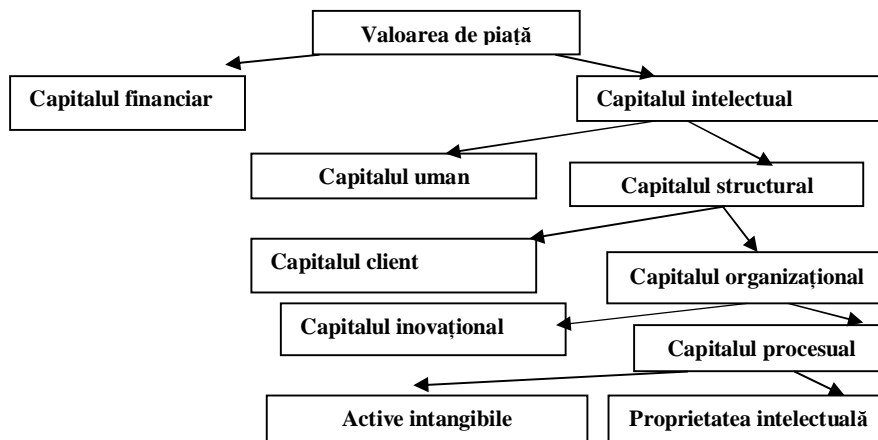 Valoarea de piață
Capitalul financiar
Capitalul intelectual
Capitalul uman
Capitalul structural
Capitalul client
Capitalul organizațional
Capitalul inovațional
Capitalul procesual
Active intangibile
Proprietatea intelectuală